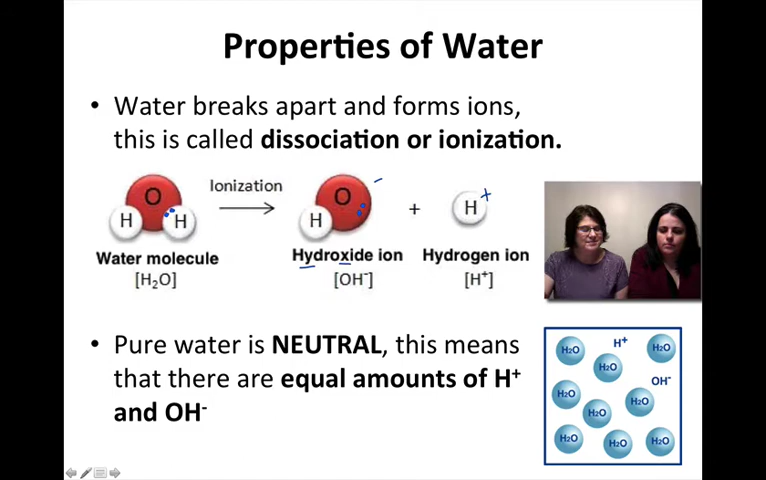 Properties of Water
• Water breaks apart and forms ions,
this is called dissociation or ionization.
Ionization
O
H
H
O
H
-
+
H
+
Water molecule
[H₂O]
Hydroxide ion
[OH⁻]
Hydrogen ion
[H⁺]
• Pure water is NEUTRAL, this means
that there are equal amounts of H⁺
and OH⁻
H₂O
H⁺
H₂O
H₂O
OH⁻
H₂O
H₂O
H₂O
H₂O
H₂O
H₂O